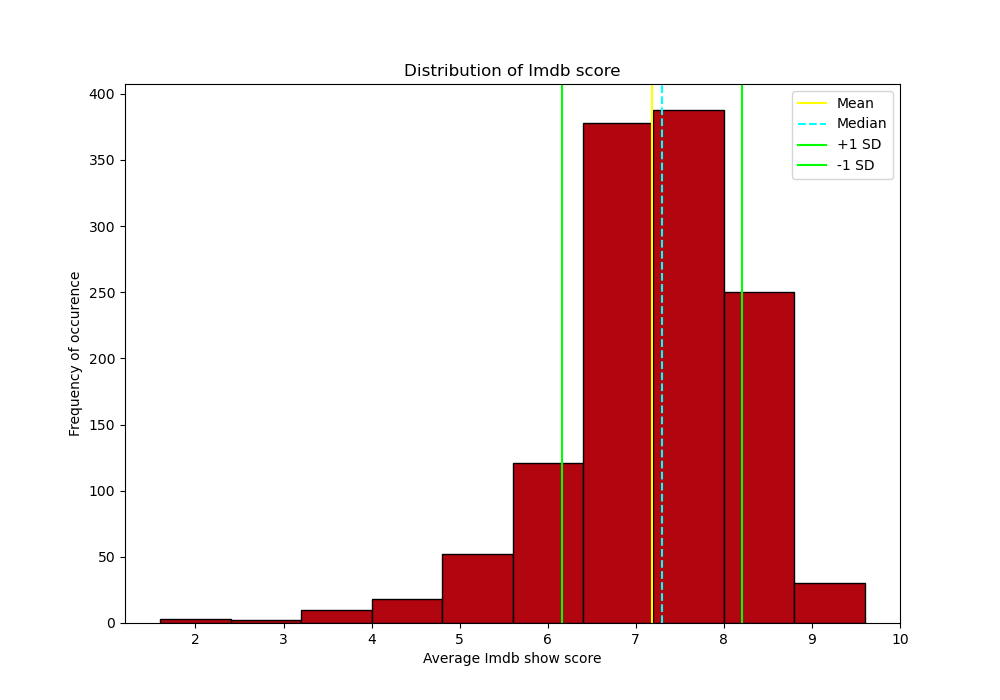 Distribution of Imdb score
Mean
Median
+1 SD
-1 SD
400
350
300
250
200
150
100
50
0
Frequency of occurence
2 3 4 5 6 7 8 9 10
Average Imdb show score